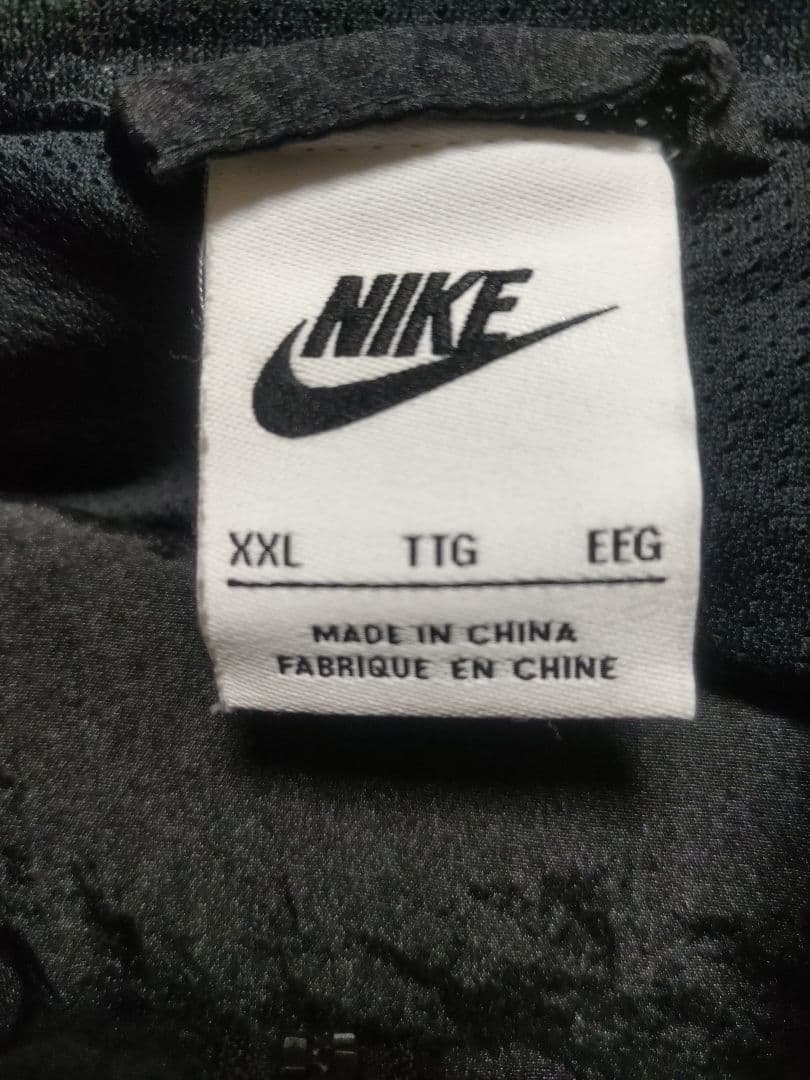 NIKE
XXL TTG EEG
MADE IN CHINA
FABRIQUE EN CHINE